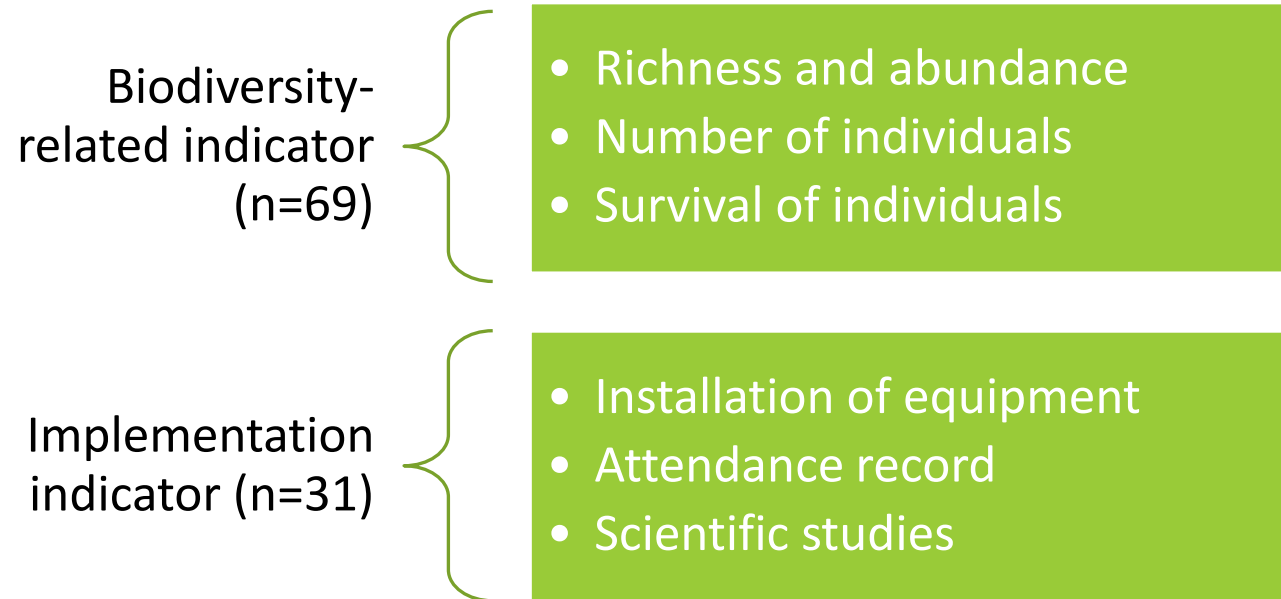 Biodiversity-
related indicator
(n=69)
• Richness and abundance
• Number of individuals
• Survival of individuals
Implementation
indicator (n=31)
• Installation of equipment
• Attendance record
• Scientific studies